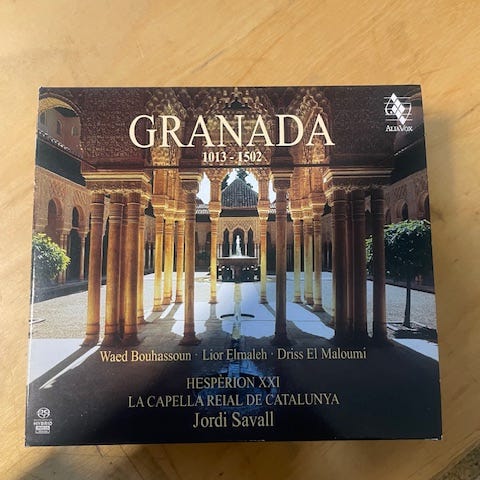 GRANADA
1013 - 1502
ALIAVOX
Waed Bouhassoun · Lior Elmaleh · Driss El Maloumi
HESPÈRION XXI
LA CAPELLA REIAL DE CATALUNYA
Jordi Savall
HYBRID